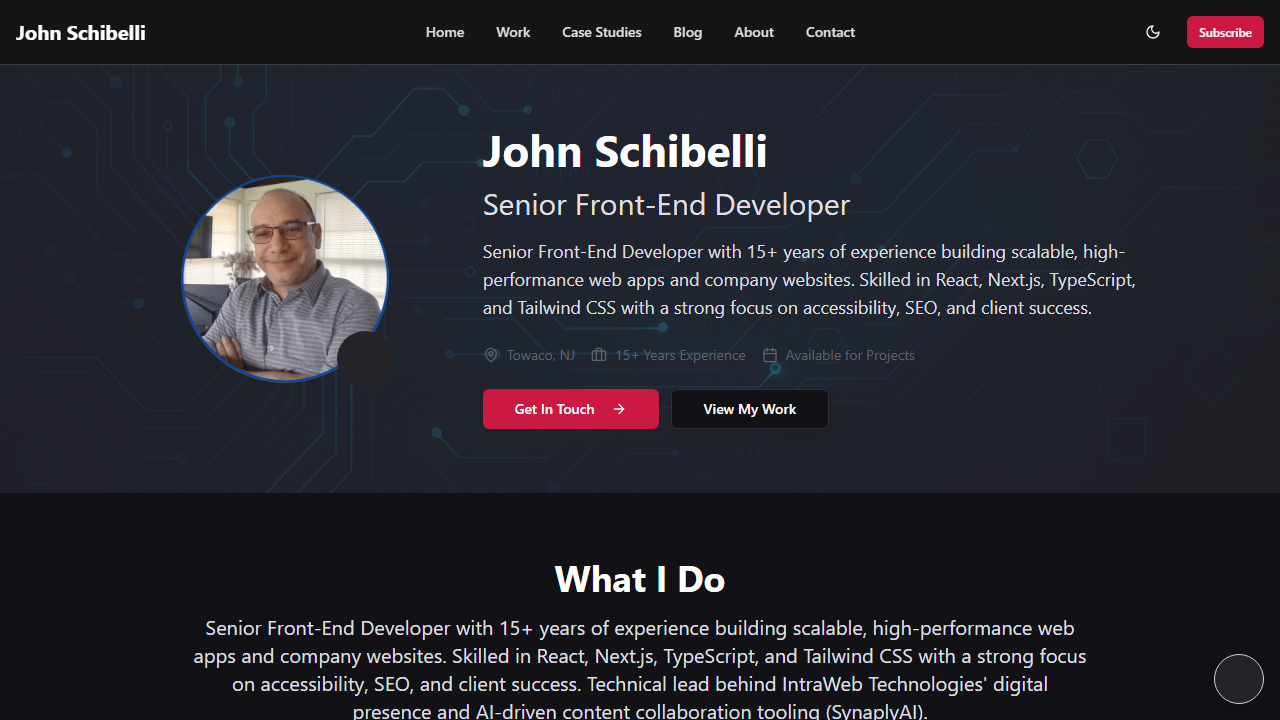 John Schibelli
Home
Work
Case Studies
Blog
About
Contact
Subscribe
John Schibelli
Senior Front-End Developer
Senior Front-End Developer with 15+ years of experience building scalable, high-
performance web apps and company websites. Skilled in React, Next.js, TypeScript,
and Tailwind CSS with a strong focus on accessibility, SEO, and client success.
Towaco, NJ
15+ Years Experience
Available for Projects
Get In Touch
View My Work
What I Do
Senior Front-End Developer with 15+ years of experience building scalable, high-performance web
apps and company websites. Skilled in React, Next.js, TypeScript, and Tailwind CSS with a strong focus
on accessibility, SEO, and client success. Technical lead behind IntraWeb Technologies' digital
presence and AI-driven content collaboration tooling (SynaplyAI).